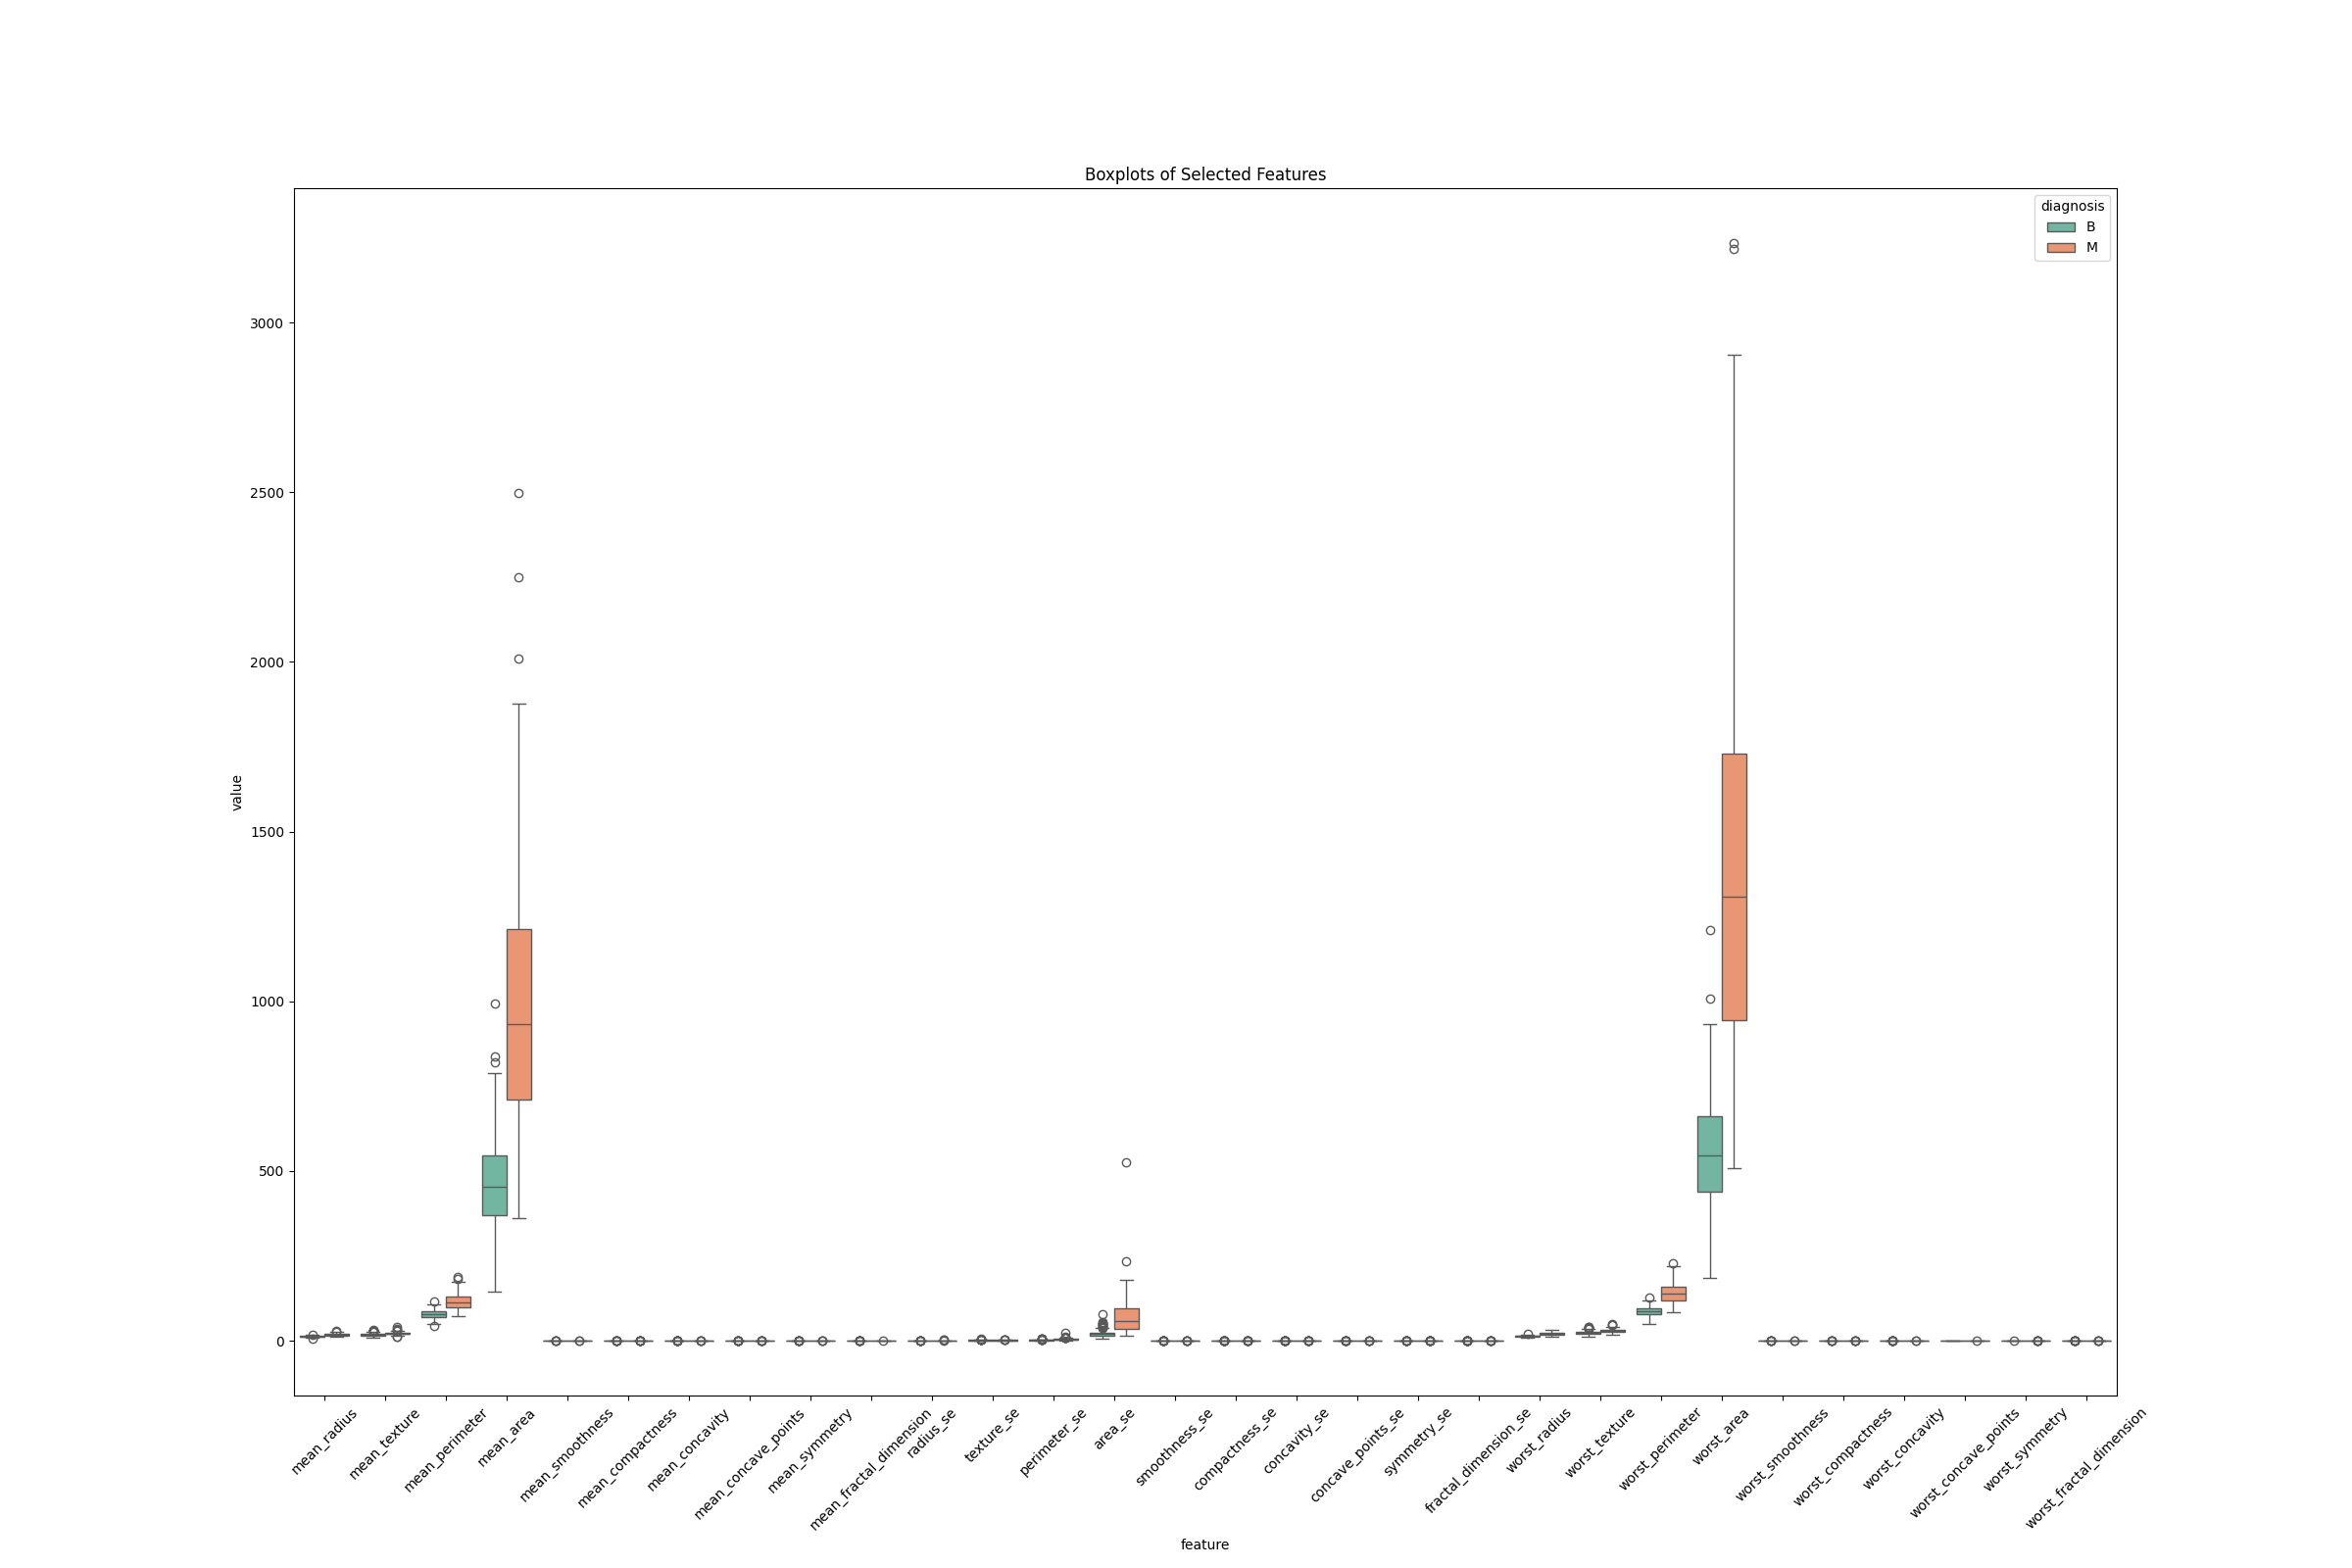 Boxplots of Selected Features
diagnosis
B
M
value
3000
2500
2000
1500
1000
500
0
mean_radius
mean_texture
mean_perimeter
mean_area
mean_smoothness
mean_compactness
mean_concavity
mean_concave_points
mean_symmetry
mean_fractal_dimension
radius_se
texture_se
perimeter_se
area_se
smoothness_se
compactness_se
concavity_se
concave_points_se
symmetry_se
fractal_dimension_se
worst_radius
worst_texture
worst_perimeter
worst_area
worst_smoothness
worst_compactness
worst_concavity
worst_concave_points
worst_symmetry
worst_fractal_dimension
feature